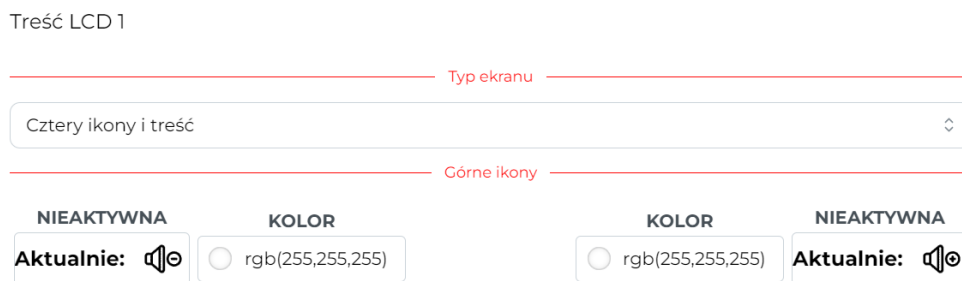 Treść LCD 1
Typ ekranu
Cztery ikony i treść
Górne ikony
NIEAKTYWNA KOLOR KOLOR NIEAKTYWNA
Aktualnie: rgb(255,255,255) rgb(255,255,255) Aktualnie: